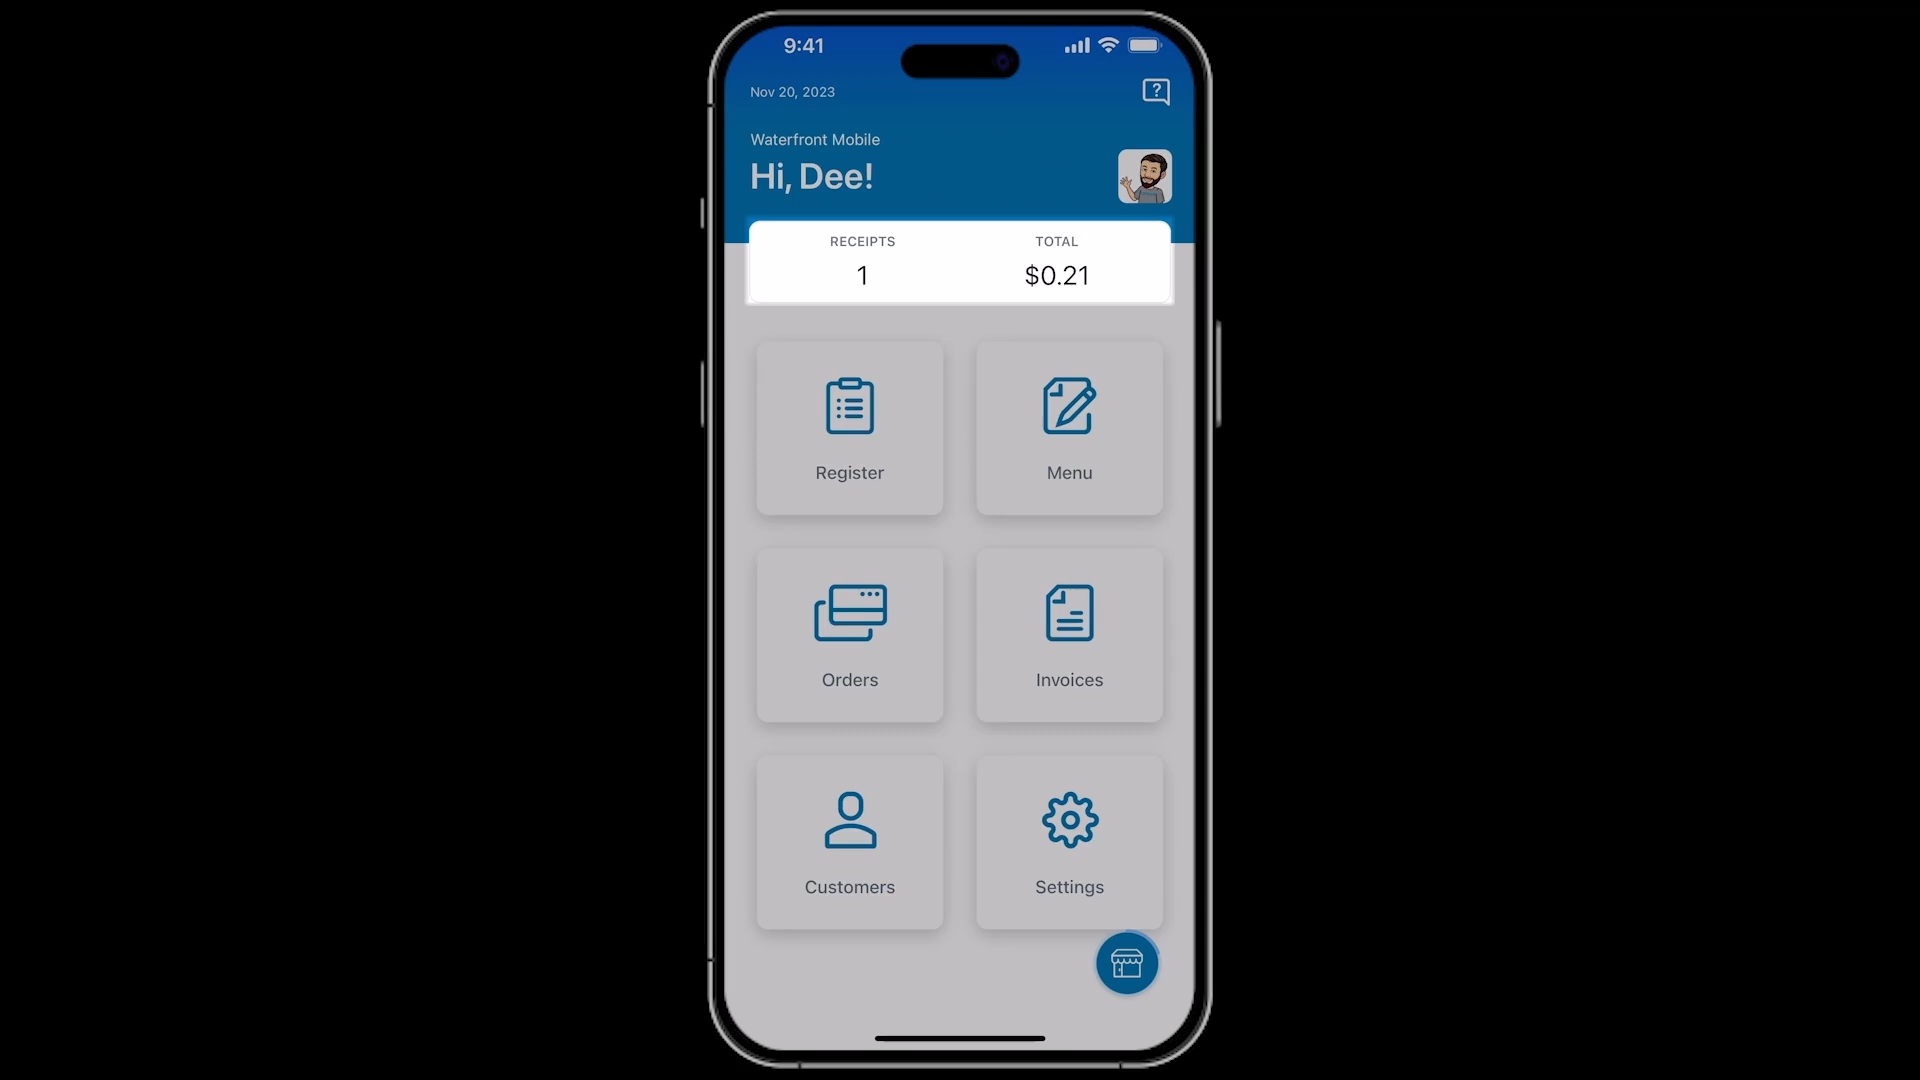 9:41
Nov 20, 2023
Waterfront Mobile
Hi, Dee!
RECEIPTS TOTAL
1 $0.21
Register Menu
Orders Invoices
Customers Settings